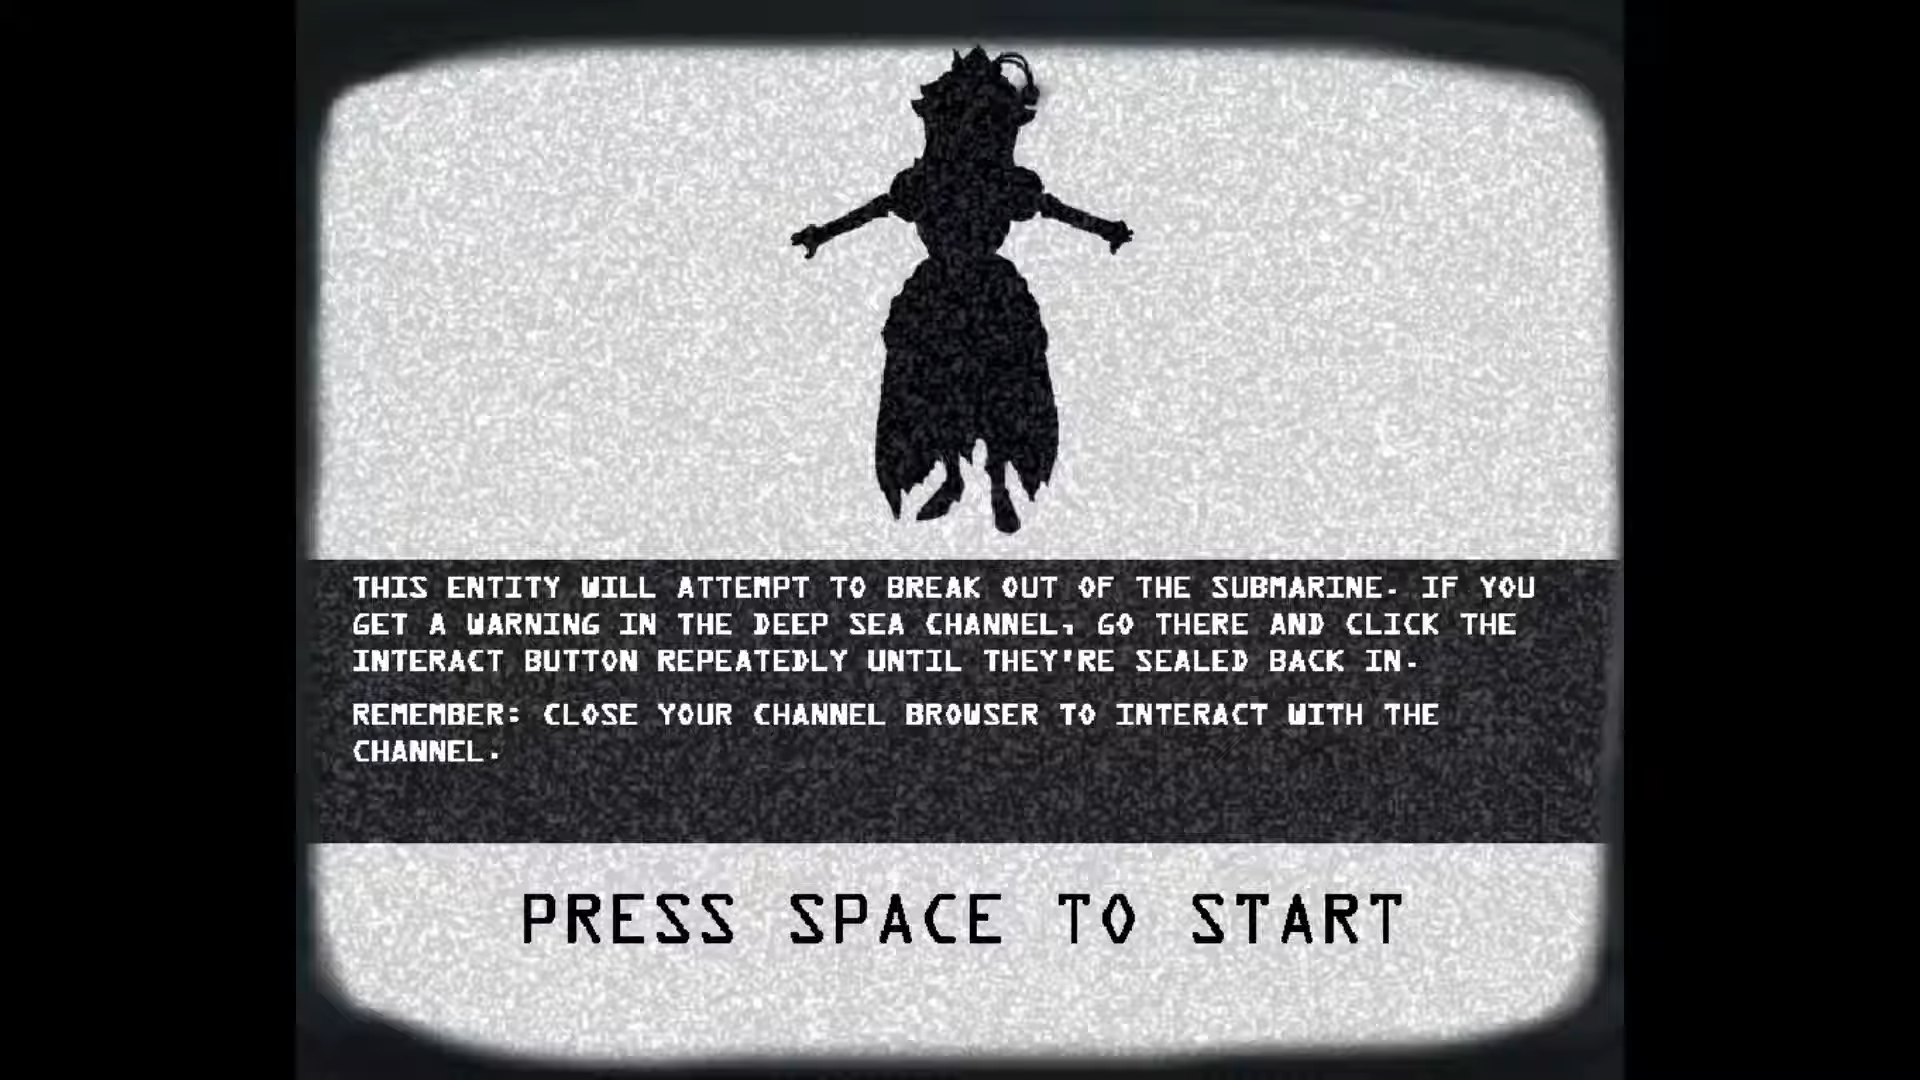 THIS ENTITY WILL ATTEMPT TO BREAK OUT OF THE SUBMARINE. IF YOU
GET A WARNING IN THE DEEP SEA CHANNEL, GO THERE AND CLICK THE
INTERACT BUTTON REPEATEDLY UNTIL THEY'RE SEALED BACK IN.
REMEMBER: CLOSE YOUR CHANNEL BROWSER TO INTERACT WITH THE
CHANNEL.
PRESS SPACE TO START